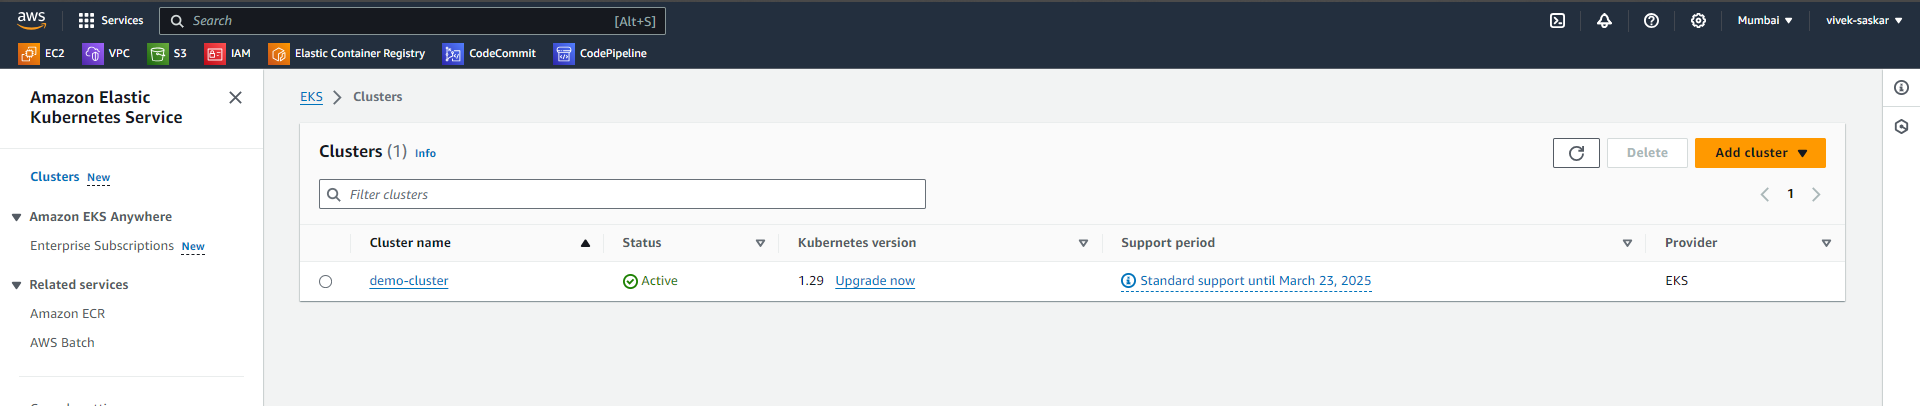 aws
Services
Search [Alt+S]
Mumbai
vivek-saskar
EC2 VPC S3 IAM Elastic Container Registry CodeCommit CodePipeline
Amazon Elastic
Kubernetes Service
Clusters New
Amazon EKS Anywhere
Enterprise Subscriptions New
Related services
Amazon ECR
AWS Batch
EKS > Clusters
Clusters (1) Info
Delete
Add cluster
Filter clusters
1
Cluster name Status Kubernetes version Support period Provider
demo-cluster Active 1.29 Upgrade now Standard support until March 23, 2025 EKS